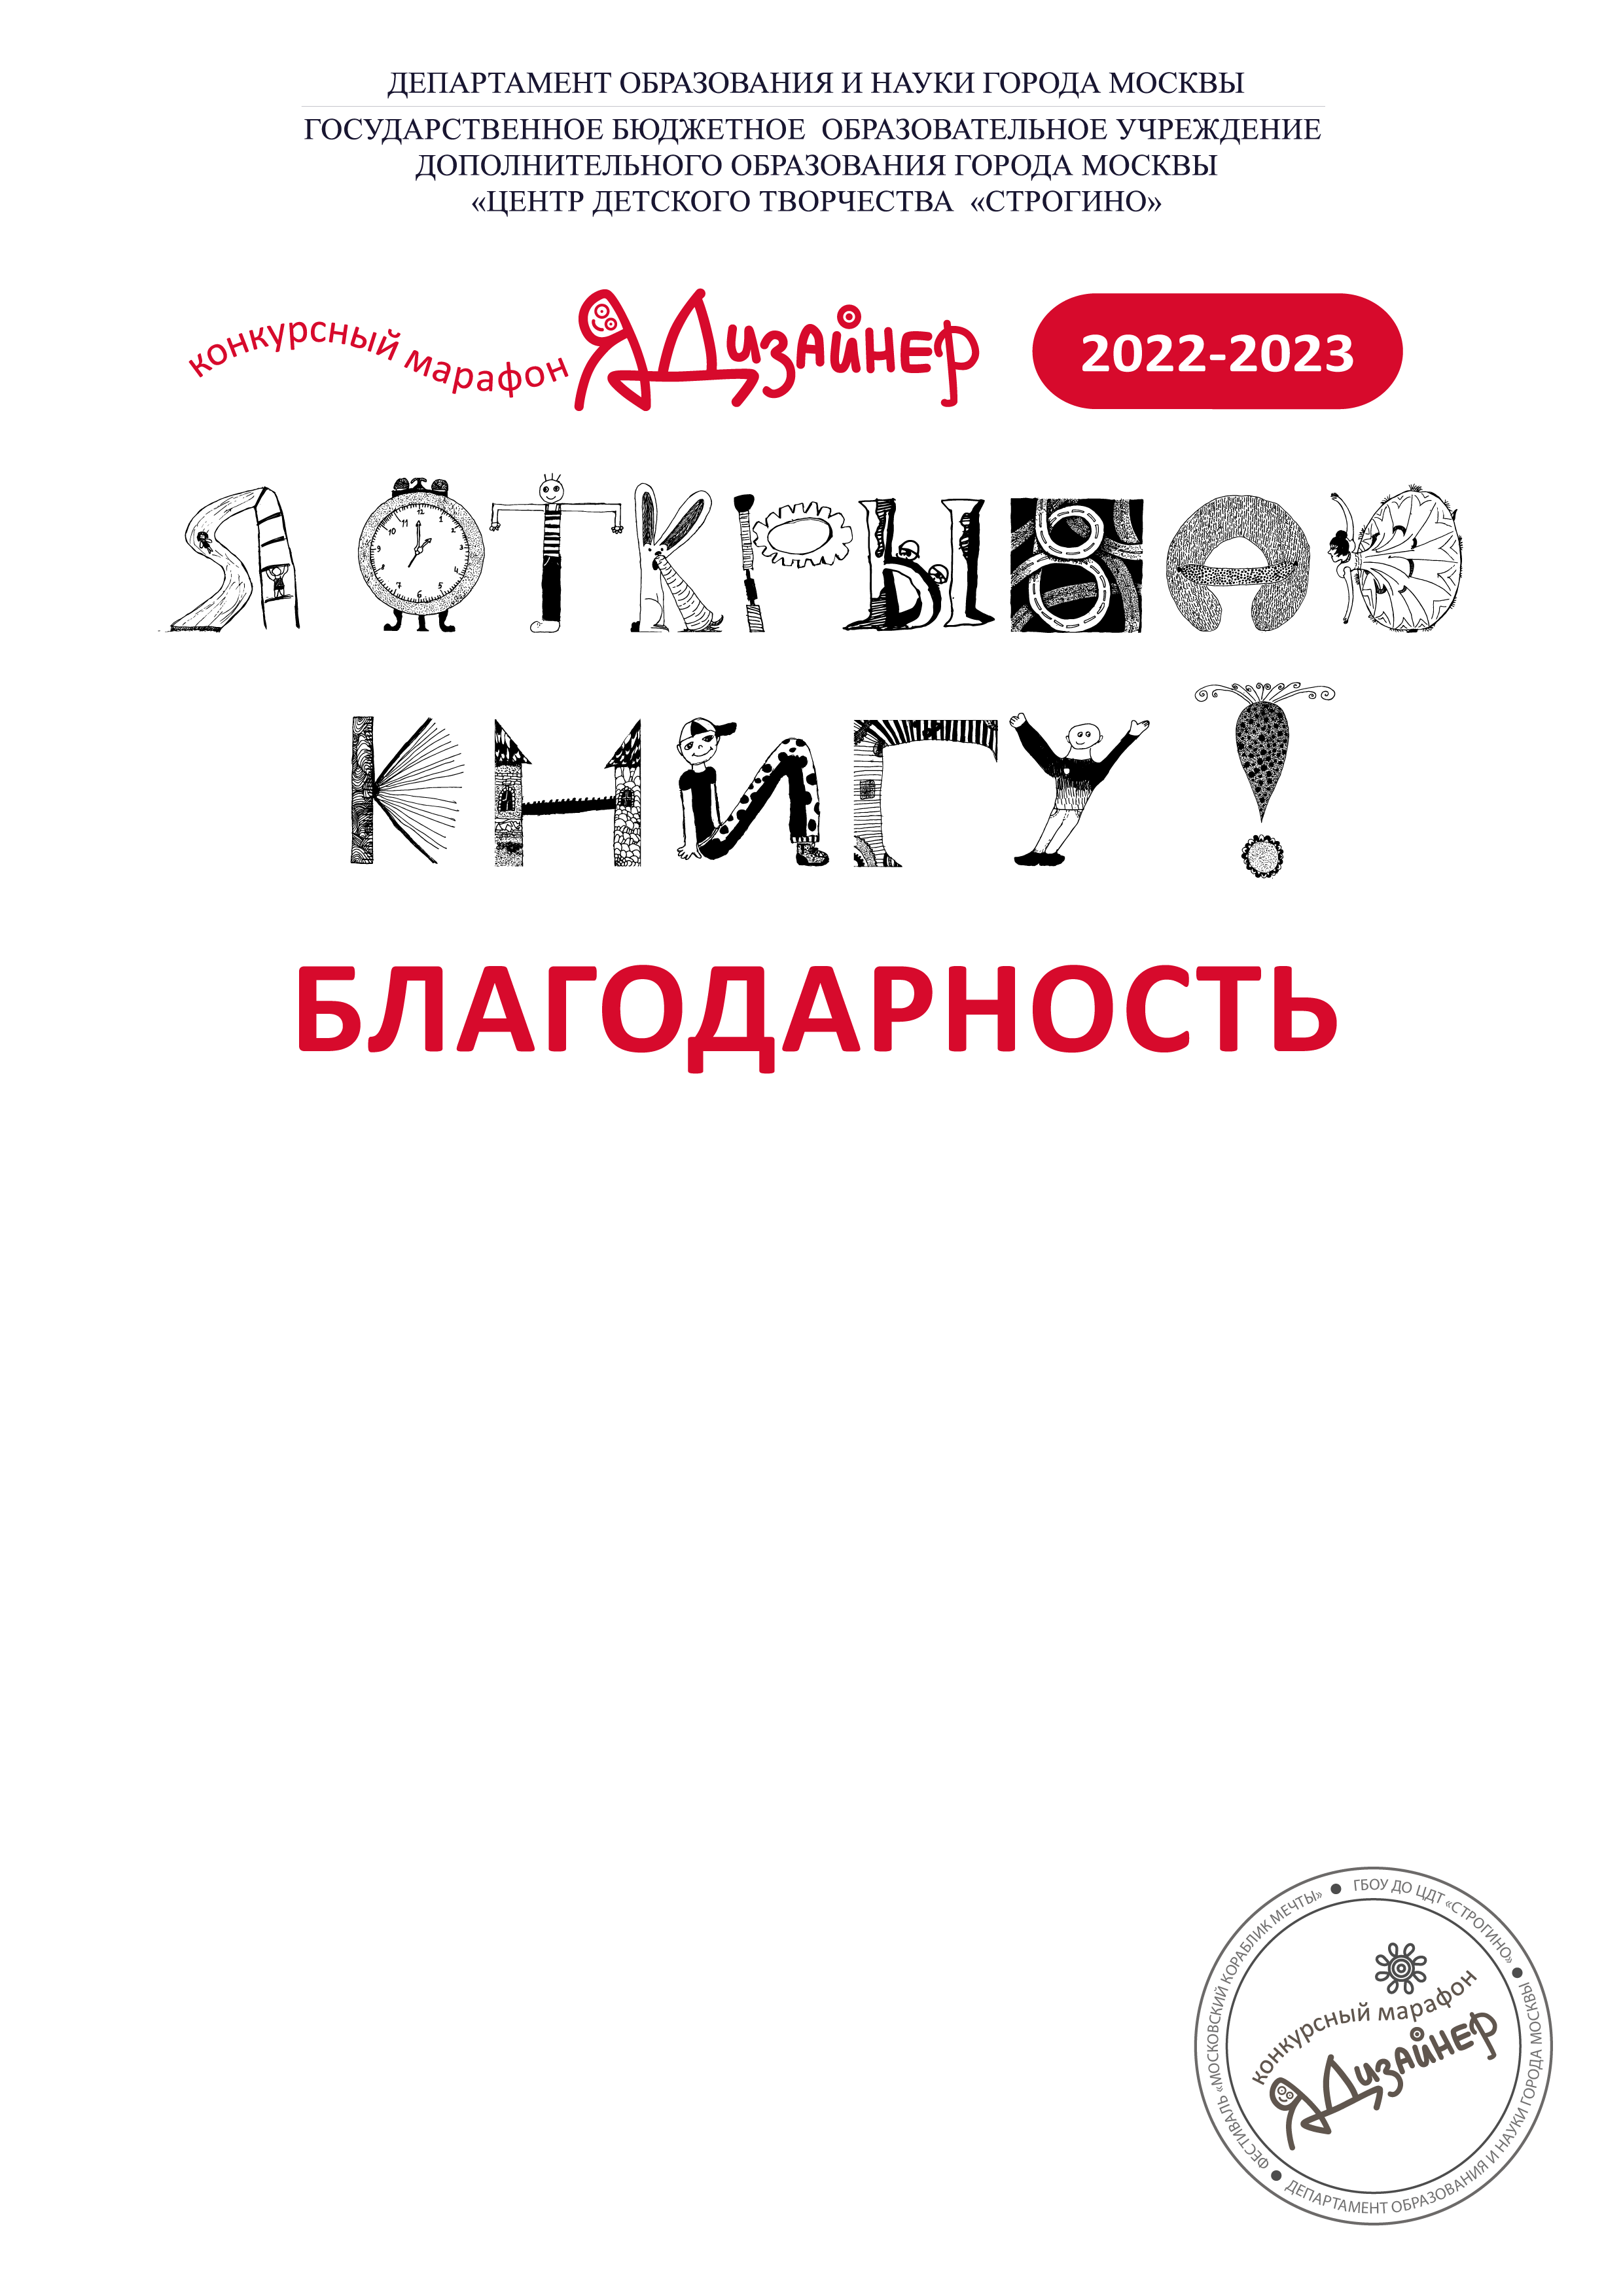 ДЕПАРТАМЕНТ ОБРАЗОВАНИЯ И НАУКИ ГОРОДА МОСКВЫ
ГОСУДАРСТВЕННОЕ БЮДЖЕТНОЕ ОБРАЗОВАТЕЛЬНОЕ УЧРЕЖДЕНИЕ
ДОПОЛНИТЕЛЬНОГО ОБРАЗОВАНИЯ ГОРОДА МОСКВЫ
«ЦЕНТР ДЕТСКОГО ТВОРЧЕСТВА «СТРОГИНО»
конкурсный марафон Я Дизайнер 2022-2023
Я ОТКРЫВАЮ
КНИГУ!
БЛАГОДАРНОСТЬ
ФЕСТИВАЛЬ «МОСКОВСКИЙ КОРАБЛИК МЕЧТЫ» • ГБОУ ДО ЦДТ «СТРОГИНО» • ДЕПАРТАМЕНТ ОБРАЗОВАНИЯ И НАУКИ ГОРОДА МОСКВЫ •
конкурсный марафон
Я Дизайнер